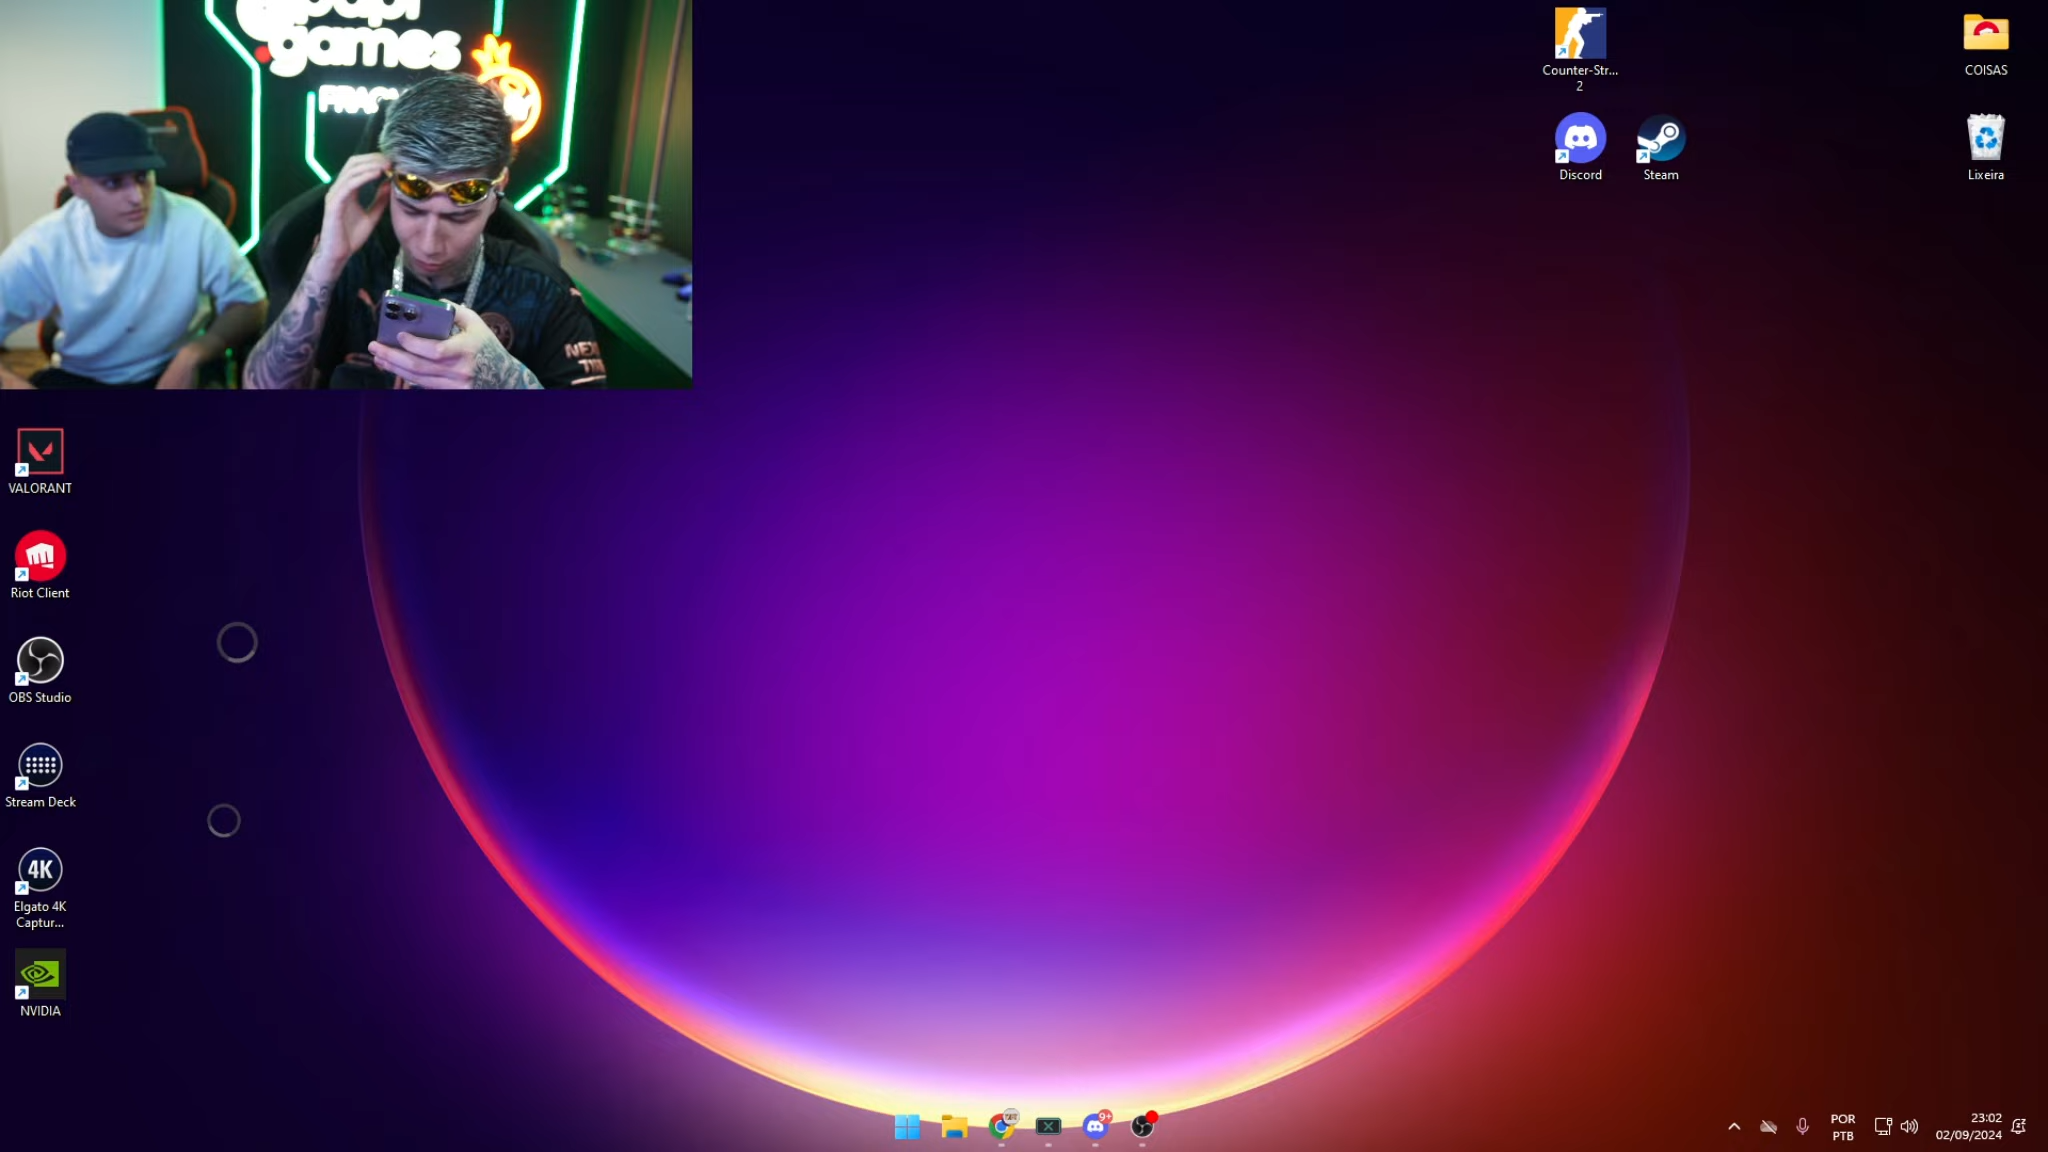 games
Counter-Str...
2
COISAS
Discord
Steam
Lixeira
VALORANT
Riot Client
OBS Studio
Stream Deck
4K
Elgato 4K
Captur...
NVIDIA
9+
POR
PTB
23:02
02/09/2024